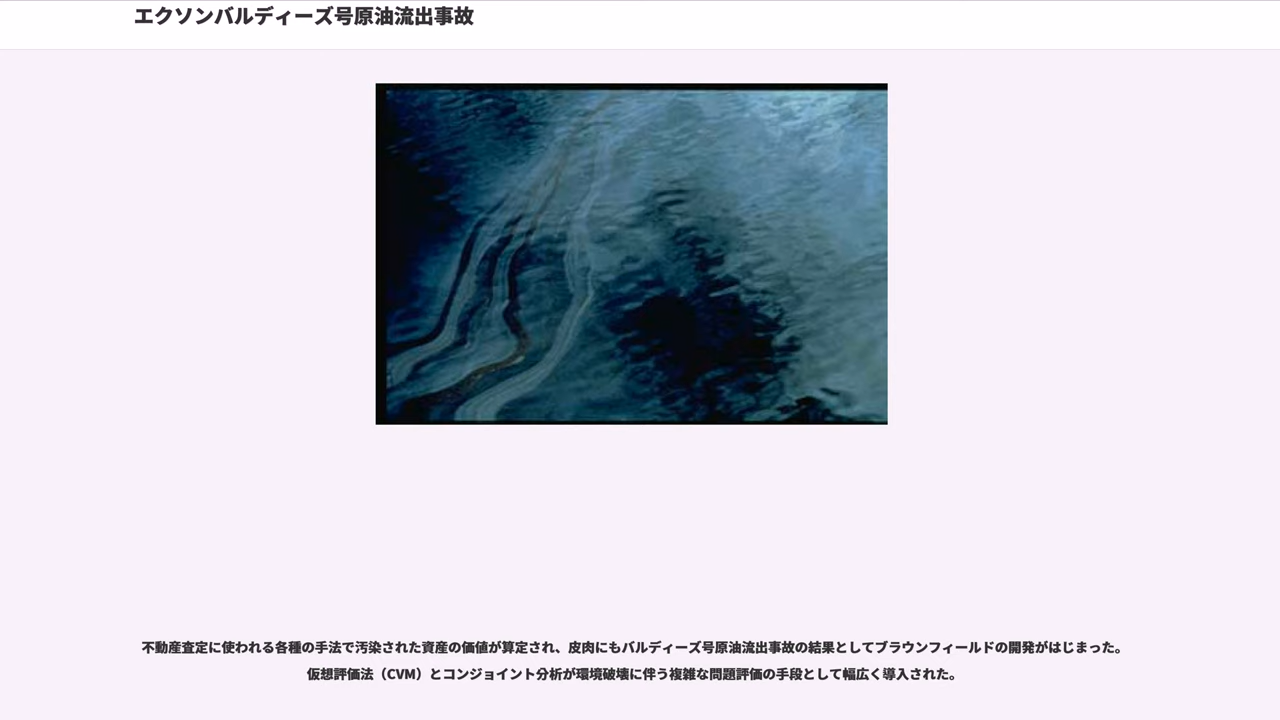 エクソンバルディーズ号原油流出事故
不動産査定に使われる各種の手法で汚染された資産の価値が算定され、皮肉にもバルディーズ号原油流出事故の結果としてブラウンフィールドの開発がはじまった。
仮想評価法（CVM）とコンジョイント分析が環境破壊に伴う複雑な問題評価の手段として幅広く導入された。